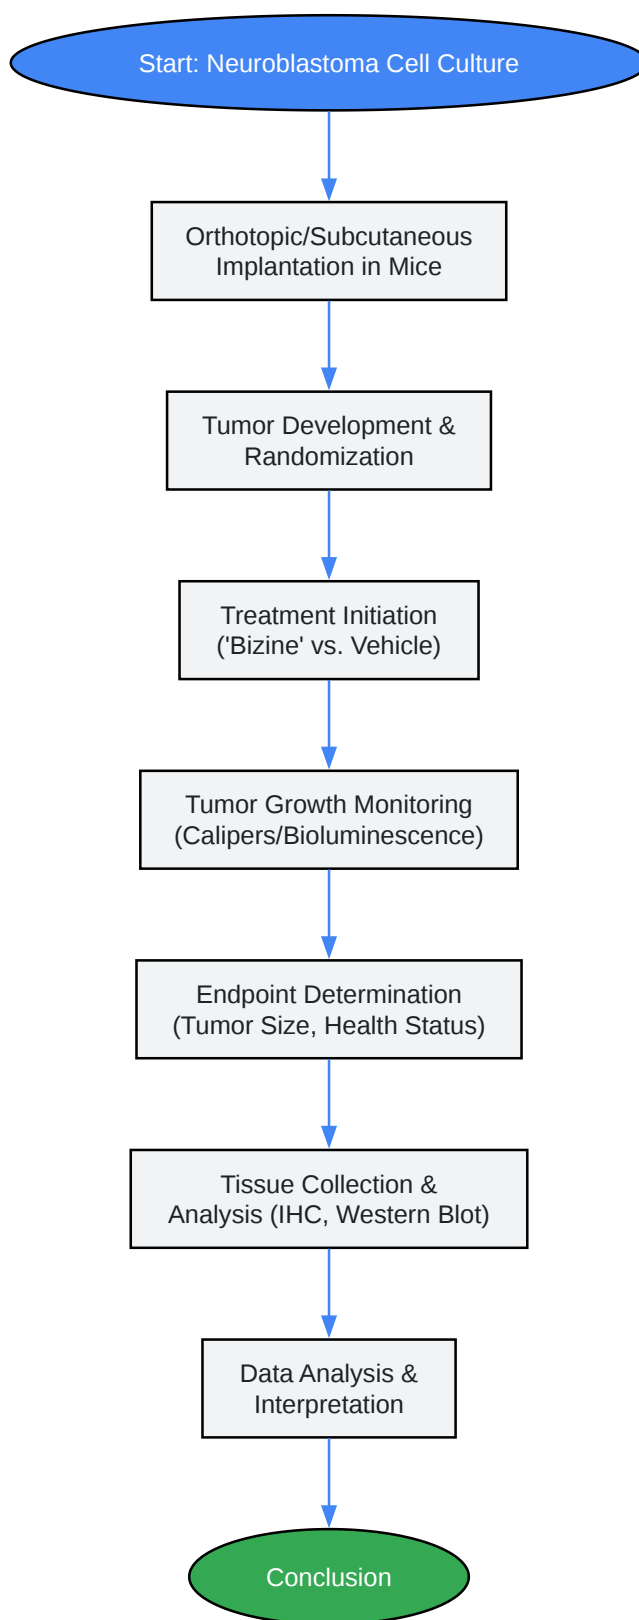 Start: Neuroblastoma Cell Culture
Orthotopic/Subcutaneous
Implantation in Mice
Tumor Development &
Randomization
Treatment Initiation
('Bizine' vs. Vehicle)
Tumor Growth Monitoring
(Calipers/Bioluminescence)
Endpoint Determination
(Tumor Size, Health Status)
Tissue Collection &
Analysis (IHC, Western Blot)
Data Analysis &
Interpretation
Conclusion